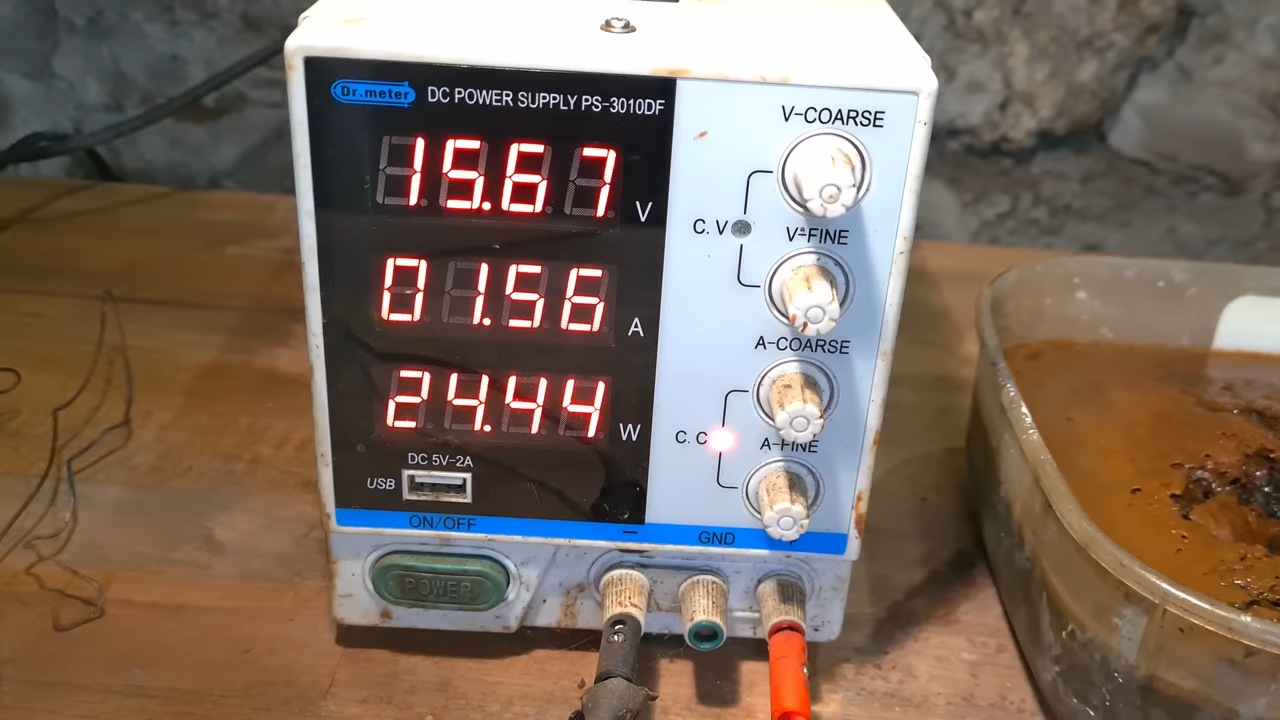 Dr.meter DC POWER SUPPLY PS-3010DF
V-COARSE
15.67 V
C. V
V-FINE
01.56 A
A-COARSE
24.44 W
C. C
A-FINE
DC 5V-2A
USB
ON/OFF
— GND +
POWER